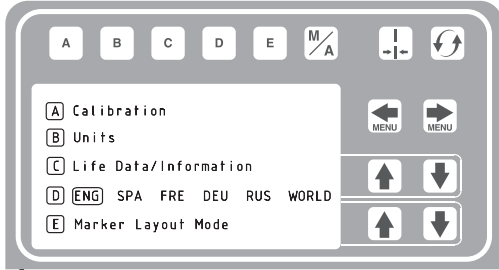 A B C D E M/A
MENU MENU
A Calibration
B Units
C Life Data/Information
D ENG SPA FRE DEU RUS WORLD
E Marker Layout Mode